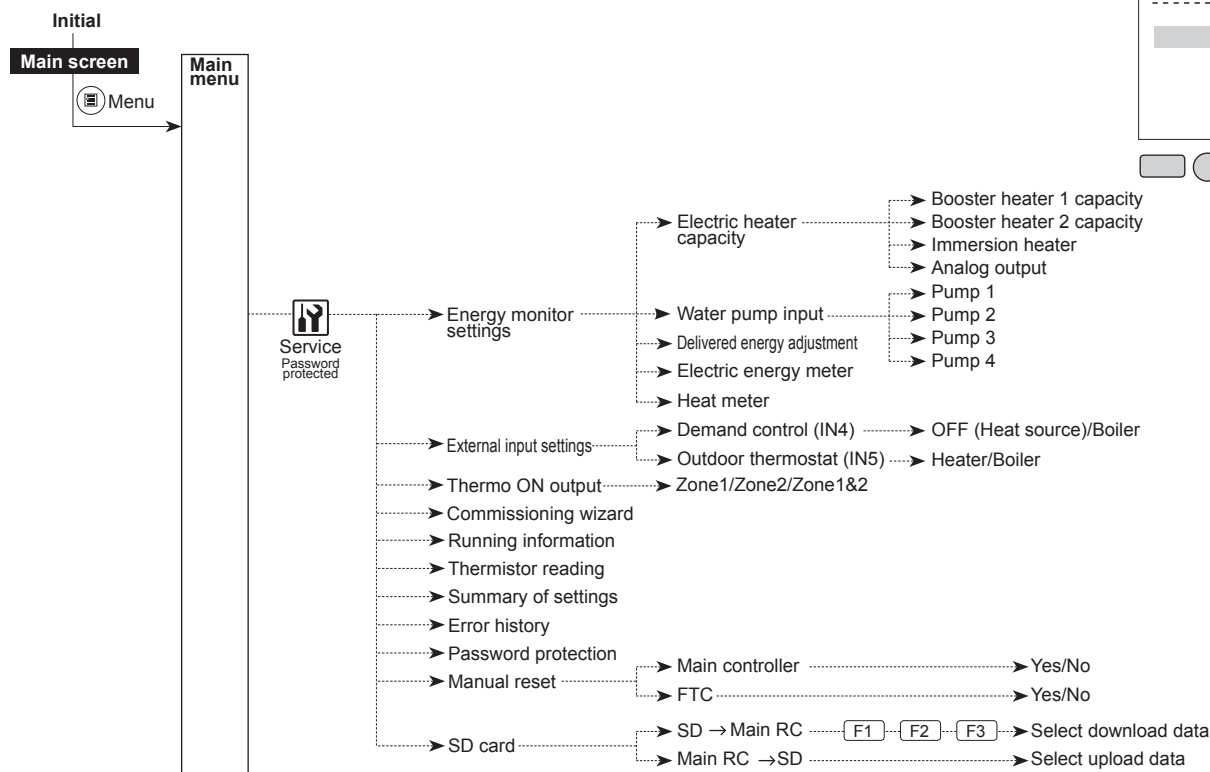 Initial
Main screen
Menu
Main
menu
Service
Password
protected
Energy monitor
settings
Electric heater
capacity
Booster heater 1 capacity
Booster heater 2 capacity
Immersion heater
Analog output
Water pump input
Pump 1
Pump 2
Pump 3
Pump 4
Delivered energy adjustment
Electric energy meter
Heat meter
External input settings
Demand control (IN4)
OFF (Heat source)/Boiler
Outdoor thermostat (IN5)
Heater/Boiler
Thermo ON output
Zone1/Zone2/Zone1&2
Commissioning wizard
Running information
Thermistor reading
Summary of settings
Error history
Password protection
Manual reset
Main controller
Yes/No
FTC
Yes/No
SD card
SD → Main RC
F1
F2
F3
Select download data
Main RC → SD
Select upload data